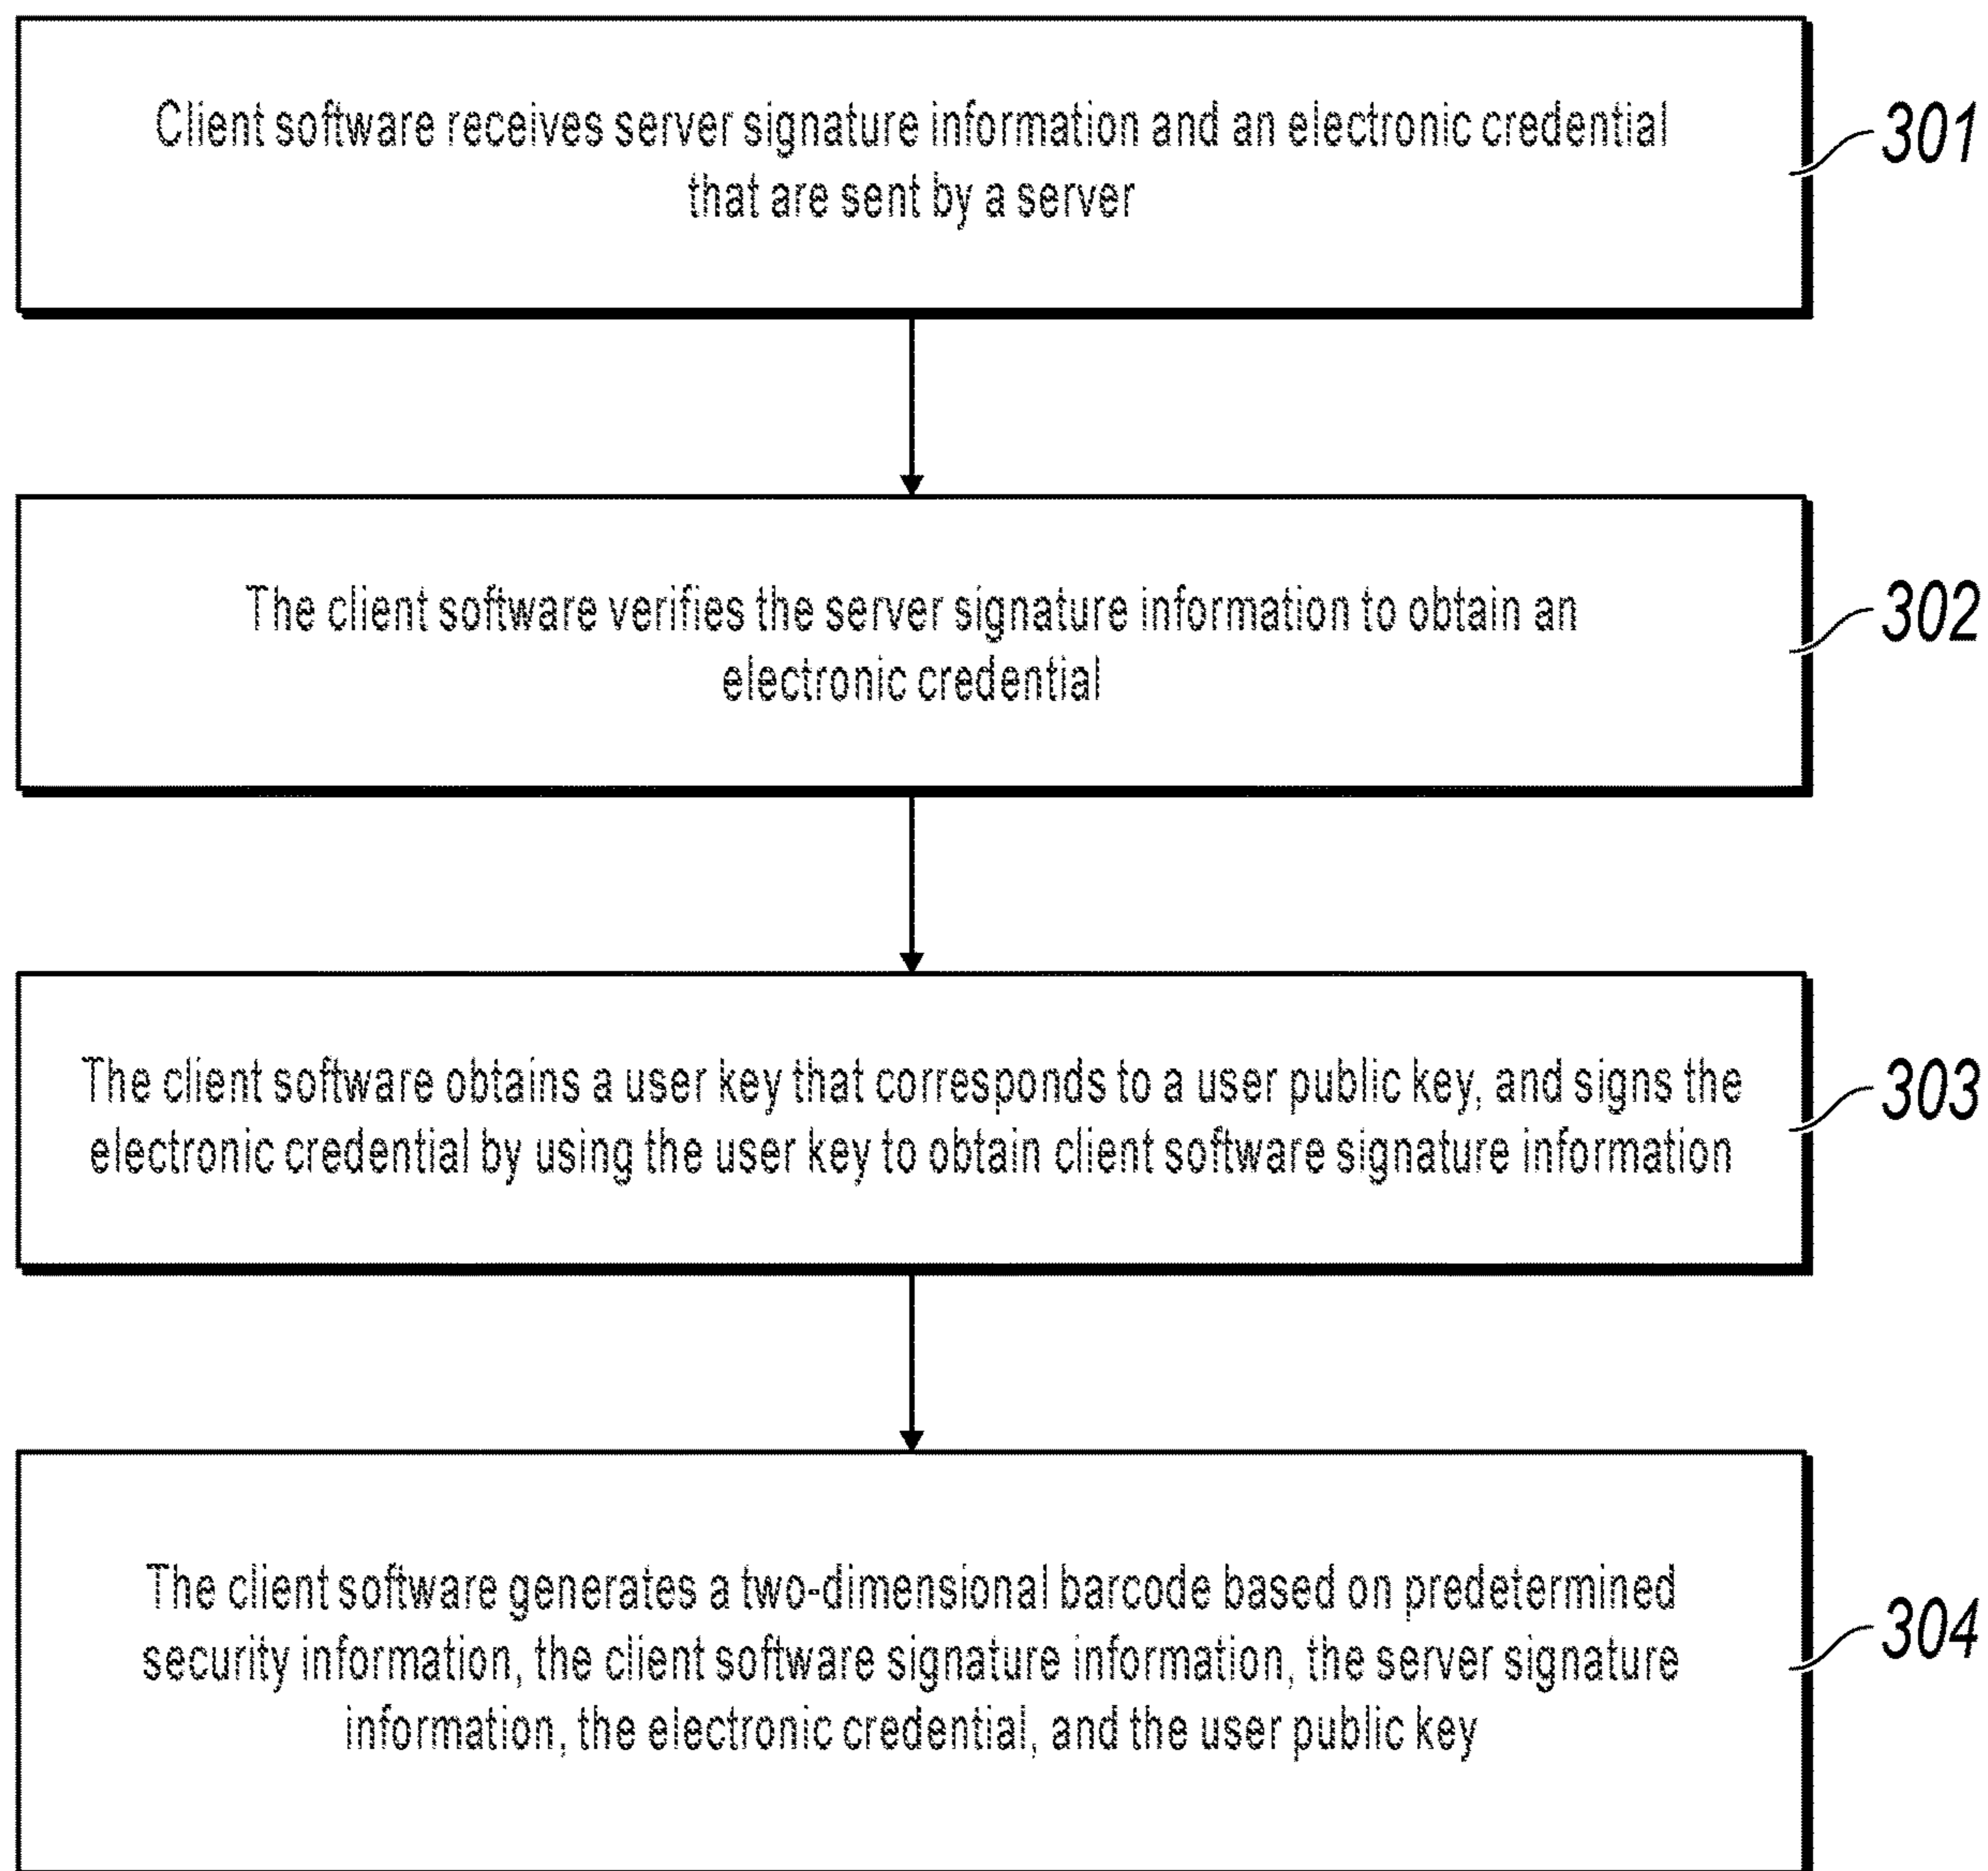 Client software receives server signature information and an electronic credential
that are sent by a server
301
The client software verifies the server signature information to obtain an
electronic credential
302
The client software obtains a user key that corresponds to a user public key, and signs the
electronic credential by using the user key to obtain client software signature information
303
The client software generates a two-dimensional barcode based on predetermined
security information, the client software signature information, the server signature
information, the electronic credential, and the user public key
304